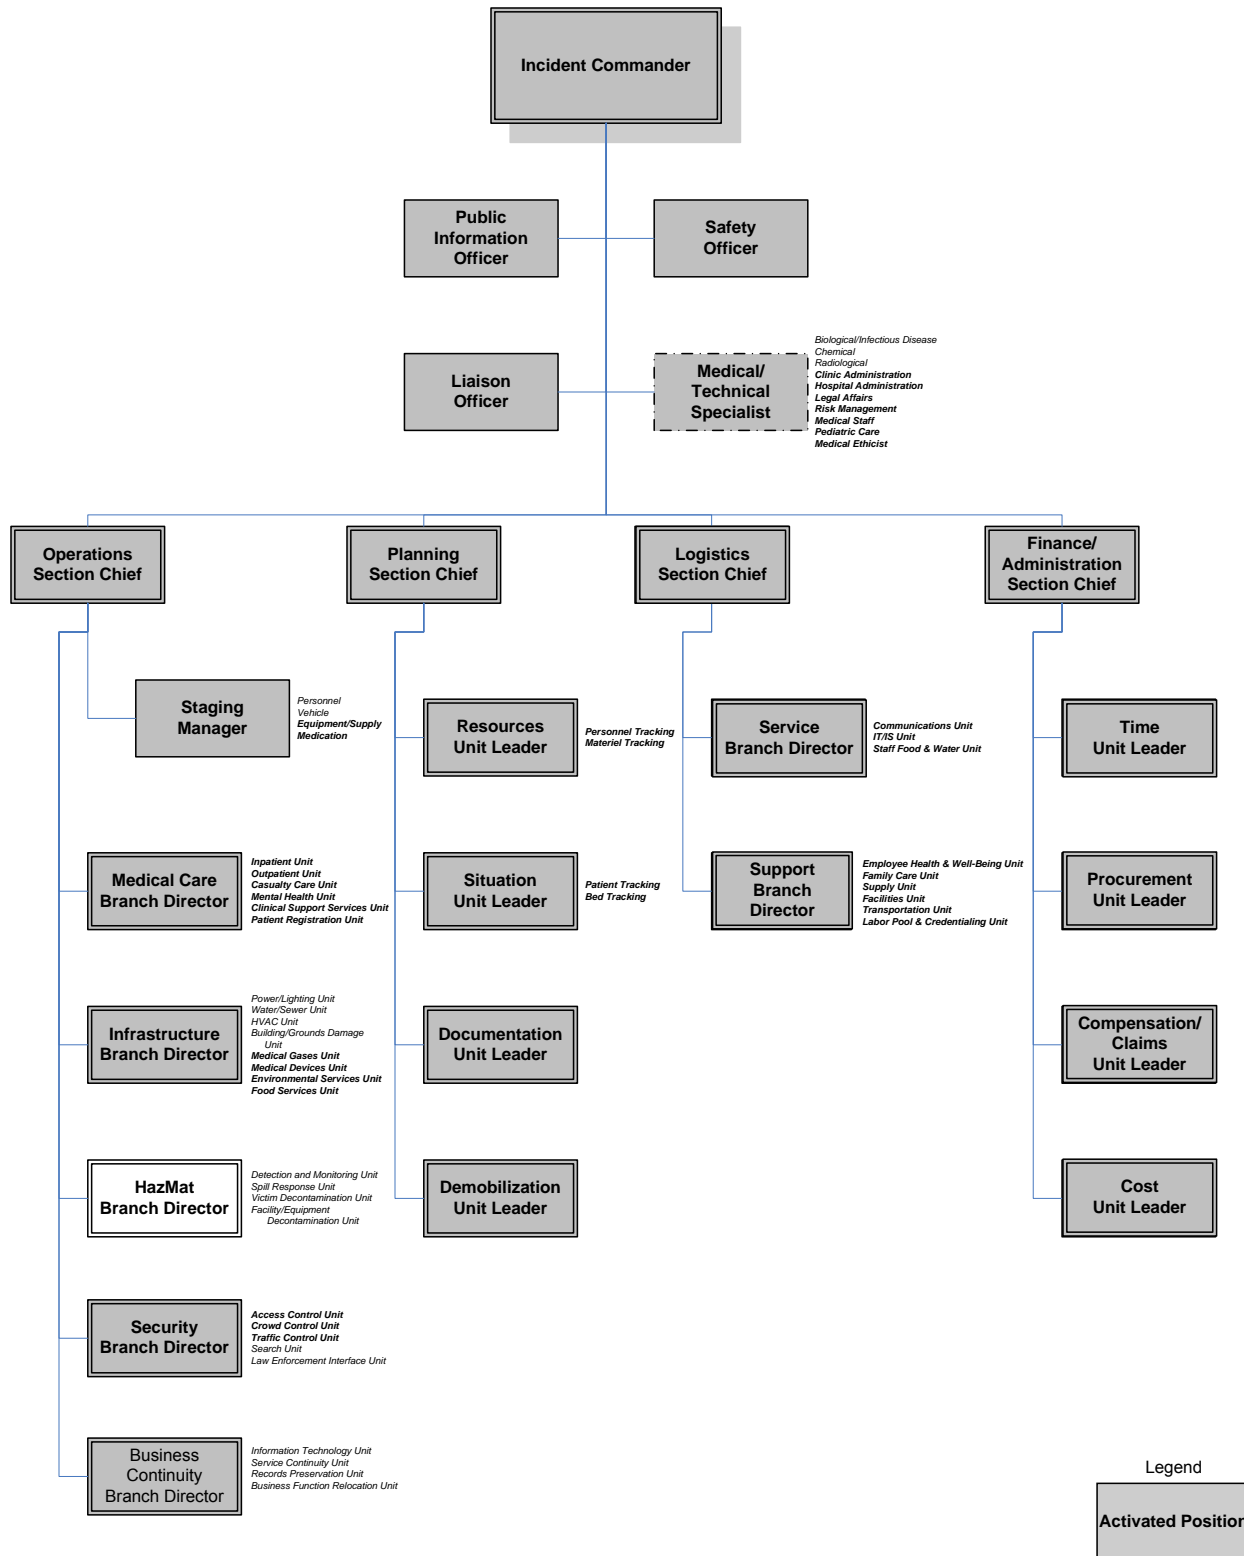 Incident Commander
Public
Information
Officer
Safety
Officer
Liaison
Officer
Medical/
Technical
Specialist
Biological/Infectious Disease
Chemical
Radiological
Clinic Administration
Hospital Administration
Legal Affairs
Risk Management
Medical Staff
Pediatric Care
Medical Ethicist
Operations
Section Chief
Planning
Section Chief
Logistics
Section Chief
Finance/
Administration
Section Chief
Staging
Manager
Personnel
Vehicle
Equipment/Supply
Medication
Resources
Unit Leader
Personnel Tracking
Materiel Tracking
Service
Branch Director
Communications Unit
IT/IS Unit
Staff Food & Water Unit
Time
Unit Leader
Medical Care
Branch Director
Inpatient Unit
Outpatient Unit
Casualty Care Unit
Mental Health Unit
Clinical Support Services Unit
Patient Registration Unit
Situation
Unit Leader
Patient Tracking
Bed Tracking
Support
Branch
Director
Employee Health & Well-Being Unit
Family Care Unit
Supply Unit
Facilities Unit
Transportation Unit
Labor Pool & Credentialing Unit
Procurement
Unit Leader
Infrastructure
Branch Director
Power/Lighting Unit
Water/Sewer Unit
HVAC Unit
Building/Grounds Damage
Unit
Medical Gases Unit
Medical Devices Unit
Environmental Services Unit
Food Services Unit
Documentation
Unit Leader
Compensation/
Claims
Unit Leader
HazMat
Branch Director
Detection and Monitoring Unit
Spill Response Unit
Victim Decontamination Unit
Facility/Equipment
Decontamination Unit
Demobilization
Unit Leader
Cost
Unit Leader
Security
Branch Director
Access Control Unit
Crowd Control Unit
Traffic Control Unit
Search Unit
Law Enforcement Interface Unit
Business
Continuity
Branch Director
Information Technology Unit
Service Continuity Unit
Records Preservation Unit
Business Function Relocation Unit
Legend
Activated Position